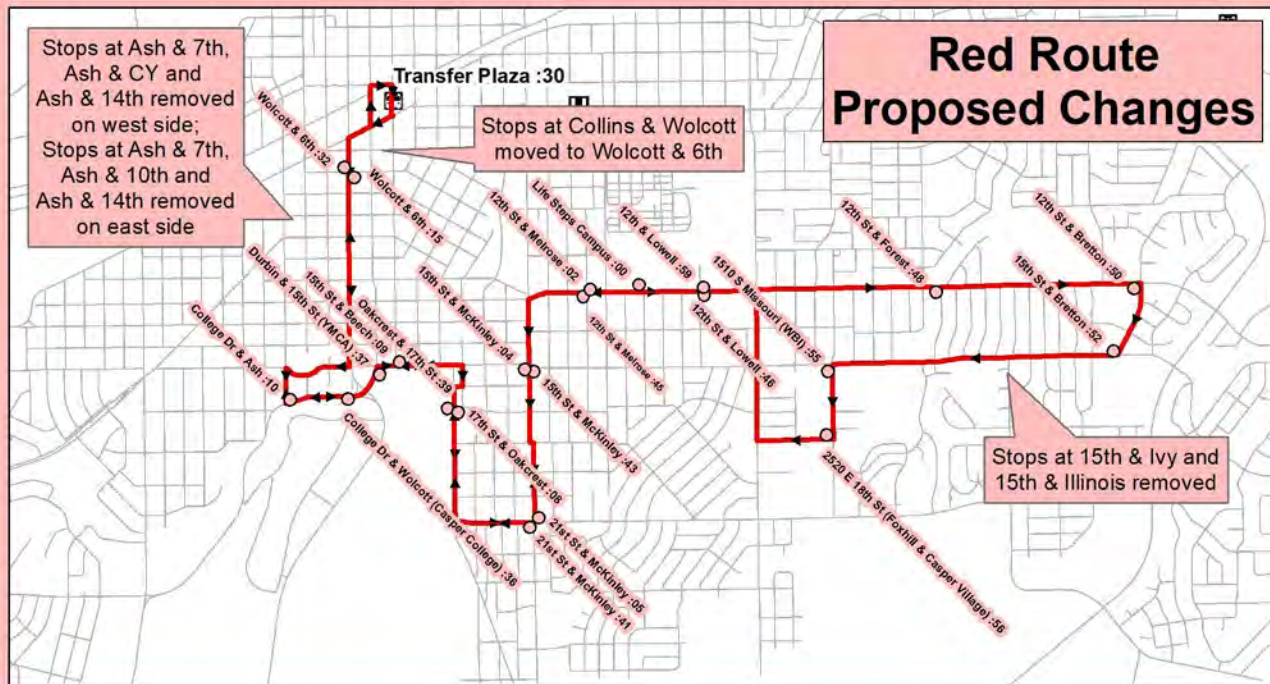 Red Route
Proposed Changes
Stops at Ash & 7th,
Ash & CY and
Ash & 14th removed
on west side;
Stops at Ash & 7th,
Ash & 10th and
Ash & 14th removed
on east side
Transfer Plaza :30
Stops at Collins & Wolcott
moved to Wolcott & 6th
Wolcott & 6th :32
Wolcott & 6th :15
12th St & Melrose :02
Life Steps Campus :00
12th & Lowell :59
1510 S Missouri (WBI) :55
12th St & Forest :48
12th St & Bretton :50
15th St & Bretton :52
College Dr & Ash :10
Durbin & 15th St (YMCA) :37
15th St & Beech :09
Oakcrest & 17th St :39
15th St & McKinley :04
12th St & Melrose :45
12th St & Lowell :46
15th St & McKinley :43
17th St & Oakcrest :08
College Dr & Wolcott (Casper College) :36
21st St & McKinley :05
21st St & McKinley :41
2520 E 18th St (Foxhill & Casper Village) :56
Stops at 15th & Ivy and
15th & Illinois removed